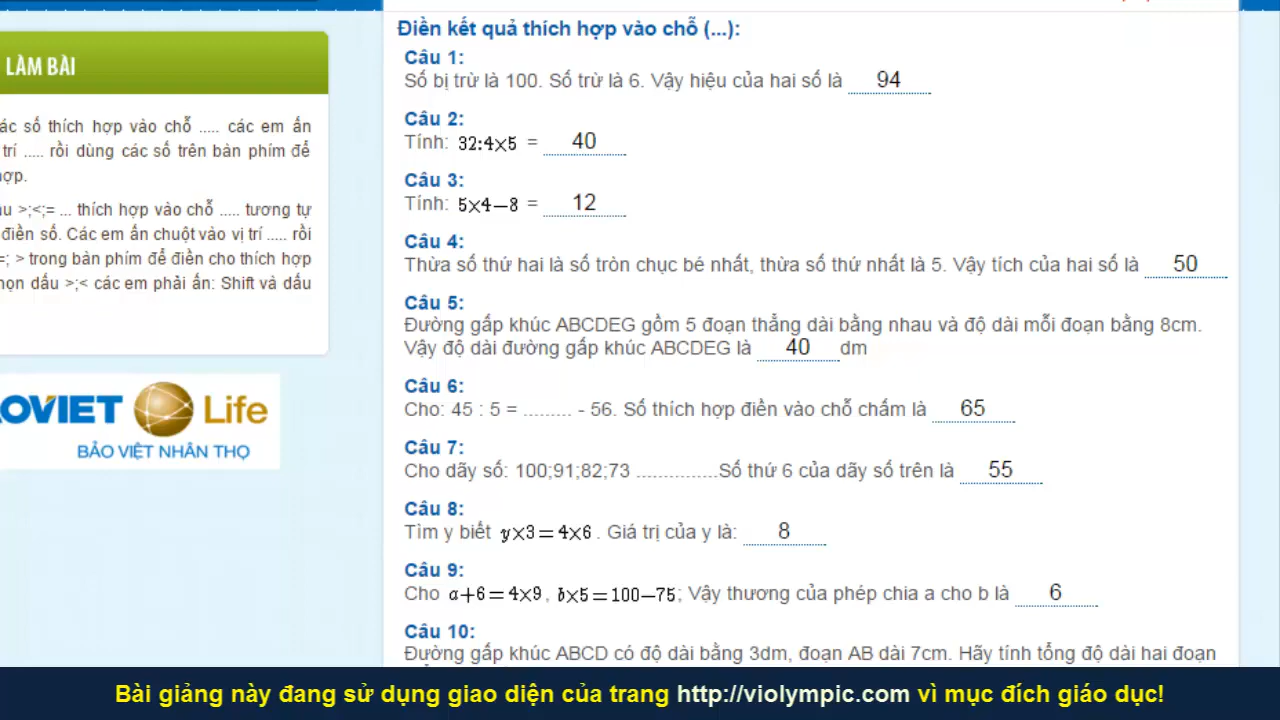 LÀM BÀI
các số thích hợp vào chỗ ..... các em ấn
trí ..... rồi dùng các số trên bàn phím để
hợp.
>;<;= ... thích hợp vào chỗ ..... tương tự
điền số. Các em ấn chuột vào vị trí ..... rồi
=; > trong bàn phím để điền cho thích hợp
dấu >;< các em phải ấn: Shift và dấu
AOVIET Life
BẢO VIỆT NHÂN THỌ
Điền kết quả thích hợp vào chỗ (...):
Câu 1:
Số bị trừ là 100. Số trừ là 6. Vậy hiệu của hai số là 94
Câu 2:
Tính: 32:4×5 = 40
Câu 3:
Tính: 5×4−8 = 12
Câu 4:
Thừa số thứ hai là số tròn chục bé nhất, thừa số thứ nhất là 5. Vậy tích của hai số là 50
Câu 5:
Đường gấp khúc ABCDEG gồm 5 đoạn thẳng dài bằng nhau và độ dài mỗi đoạn bằng 8cm.
Vậy độ dài đường gấp khúc ABCDEG là 40 dm
Câu 6:
Cho: 45 : 5 = ......... - 56. Số thích hợp điền vào chỗ chấm là 65
Câu 7:
Cho dãy số: 100;91;82;73 ...............Số thứ 6 của dãy số trên là 55
Câu 8:
Tìm y biết y×3=4×6 . Giá trị của y là: 8
Câu 9:
Cho a+6=4×9 , b×5=100−75; Vậy thương của phép chia a cho b là 6
Câu 10:
Đường gấp khúc ABCD có độ dài bằng 3dm, đoạn AB dài 7cm. Hãy tính tổng độ dài hai đoạn
Bài giảng này đang sử dụng giao diện của trang http://violympic.com vì mục đích giáo dục!